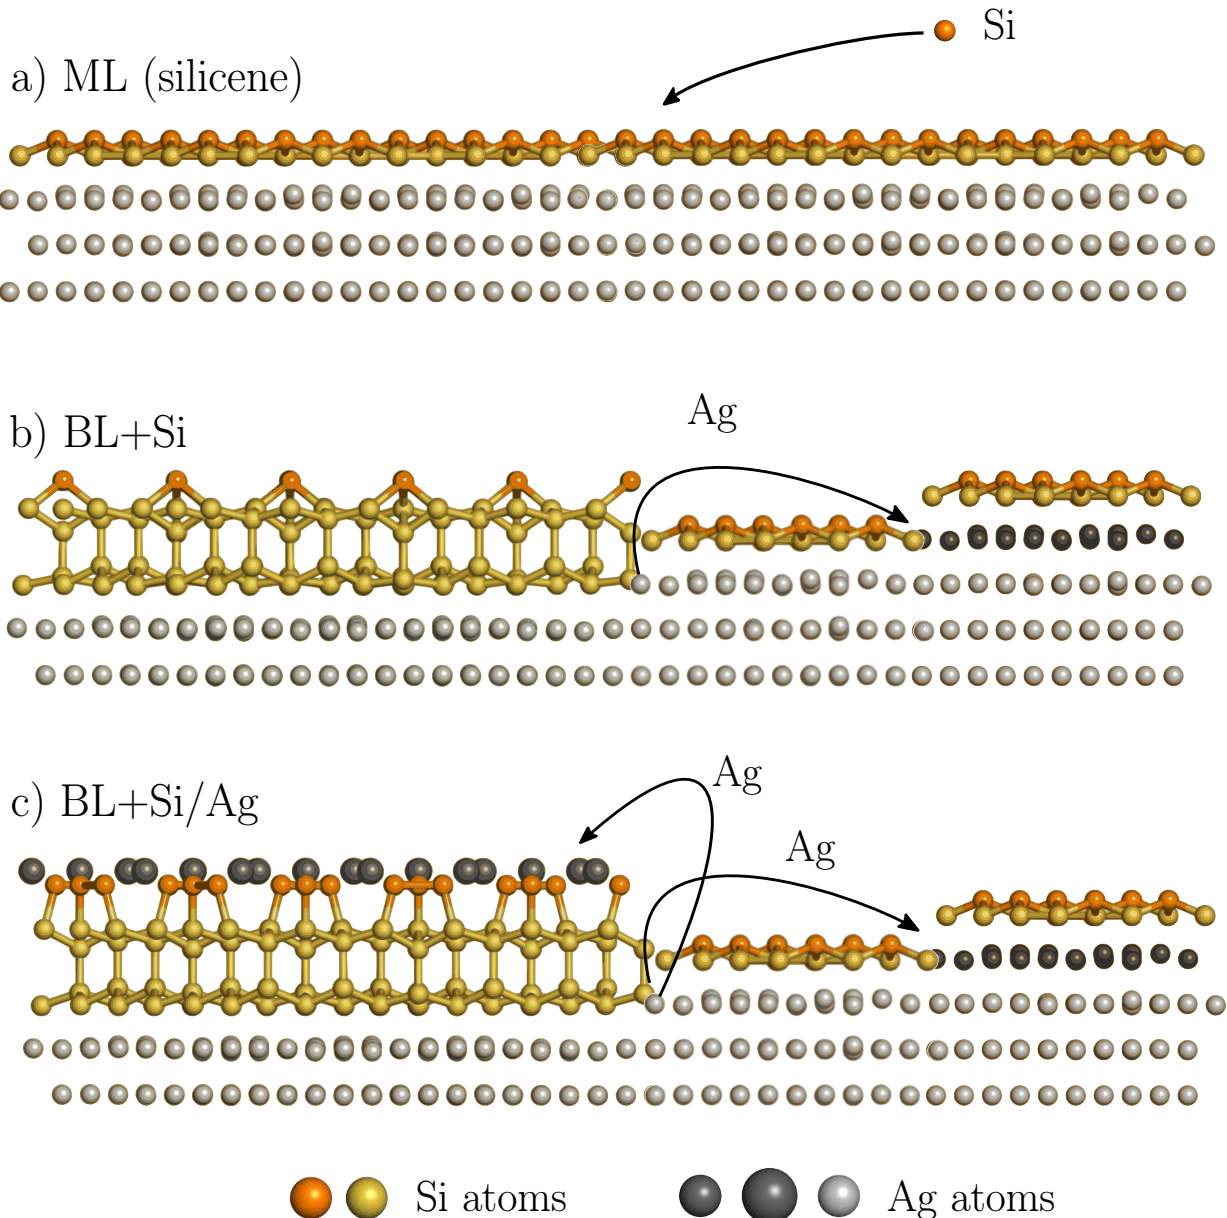 Si
a) ML (silicene)
Ag
b) BL+Si
Ag
c) BL+Si/Ag
Ag
Si atoms
Ag atoms